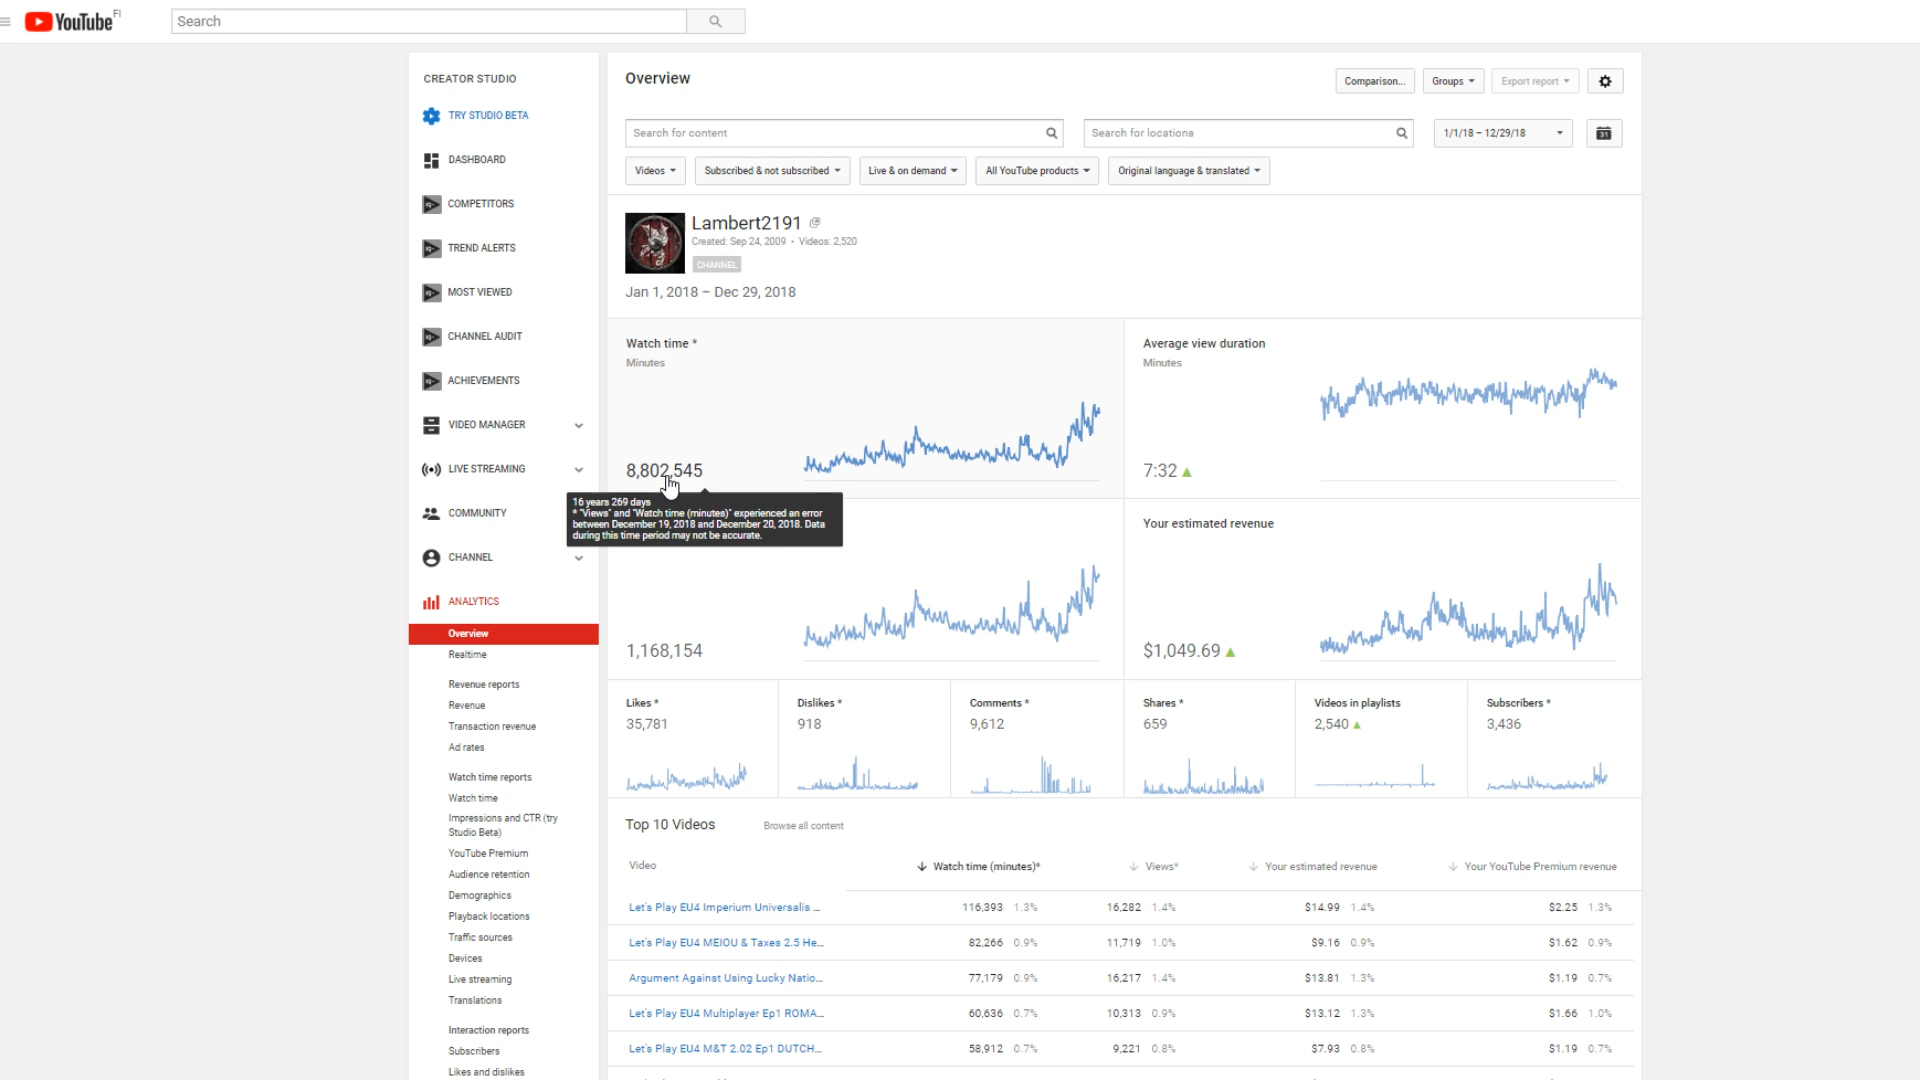 YouTube FI
Search
CREATOR STUDIO
TRY STUDIO BETA
DASHBOARD
COMPETITORS
TREND ALERTS
MOST VIEWED
CHANNEL AUDIT
ACHIEVEMENTS
VIDEO MANAGER
LIVE STREAMING
COMMUNITY
CHANNEL
ANALYTICS
Overview
Realtime
Revenue reports
Revenue
Transaction revenue
Ad rates
Watch time reports
Watch time
Impressions and CTR (try
Studio Beta)
YouTube Premium
Audience retention
Demographics
Playback locations
Traffic sources
Devices
Live streaming
Translations
Interaction reports
Subscribers
Likes and dislikes
Overview
Comparison... Groups Export report
Search for content Search for locations 1/1/18 – 12/29/18 31
Videos Subscribed & not subscribed Live & on demand All YouTube products Original language & translated
Lambert2191
Created: Sep 24, 2009 • Videos: 2,520
CHANNEL
Jan 1, 2018 – Dec 29, 2018
Watch time *
Minutes
8,802,545
16 years 269 days
* "Views" and "Watch time (minutes)" experienced an error
between December 19, 2018 and December 20, 2018. Data
during this time period may not be accurate.
Average view duration
Minutes
7:32
1,168,154
Your estimated revenue
$1,049.69
Likes * Dislikes * Comments * Shares * Videos in playlists Subscribers *
35,781 918 9,612 659 2,540 3,436
Top 10 Videos Browse all content
Video Watch time (minutes)* Views* Your estimated revenue Your YouTube Premium revenue
Let's Play EU4 Imperium Universalis ... 116,393 1.3% 16,282 1.4% $14.99 1.4% $2.25 1.3%
Let's Play EU4 MEIOU & Taxes 2.5 He... 82,266 0.9% 11,719 1.0% $9.16 0.9% $1.62 0.9%
Argument Against Using Lucky Natio... 77,179 0.9% 16,217 1.4% $13.81 1.3% $1.19 0.7%
Let's Play EU4 Multiplayer Ep1 ROMA... 60,636 0.7% 10,313 0.9% $13.12 1.3% $1.66 1.0%
Let's Play EU4 M&T 2.02 Ep1 DUTCH... 58,912 0.7% 9,221 0.8% $7.93 0.8% $1.19 0.7%